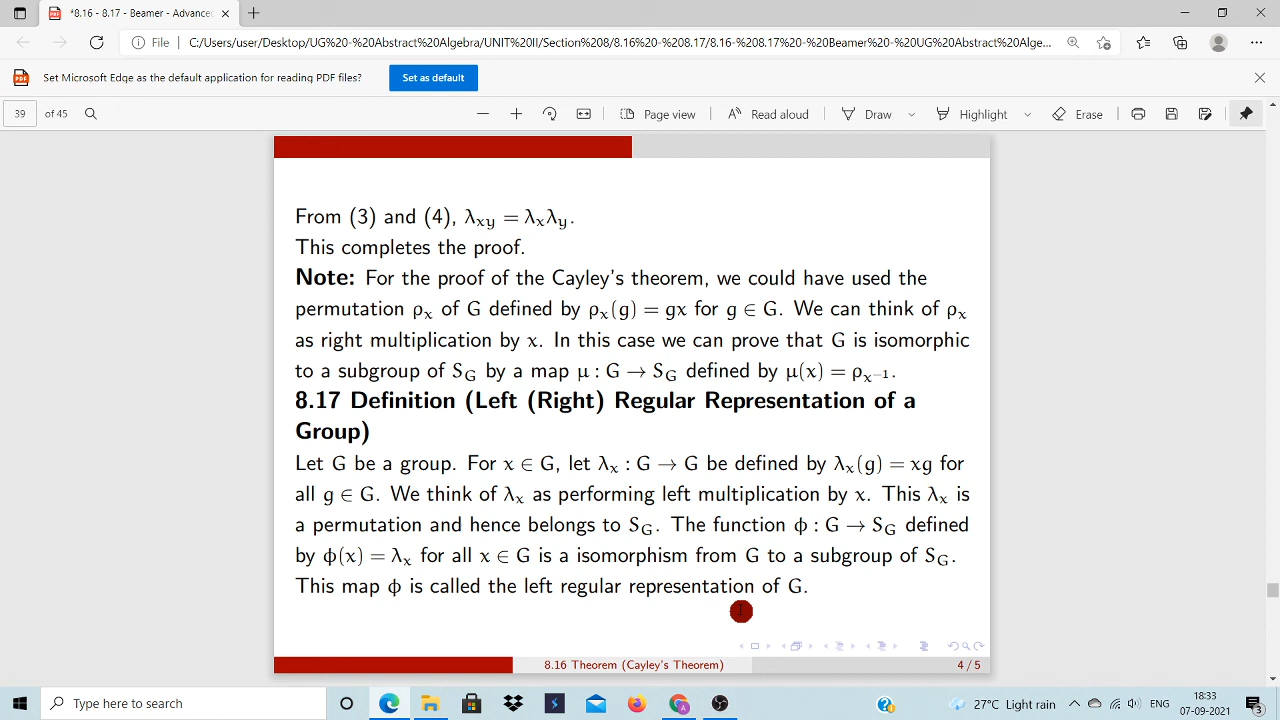 *8.16 - 8.17 - Beamer - Advance
File
C:/Users/user/Desktop/UG%20-%20Abstract%20Algebra/UNIT%20II/Section%208/8.16%20-%208.17/8.16%20-%208.17%20-%20Beamer%20-%20UG%20Abstract%20Alge...
Set Microsoft Edge as the default application for reading PDF files?
Set as default
39 of 45
Page view
Read aloud
Draw
Highlight
Erase
From (3) and (4), λxy = λxλy.
This completes the proof.
Note: For the proof of the Cayley's theorem, we could have used the
permutation ρx of G defined by ρx(g) = gx for g ∈ G. We can think of ρx
as right multiplication by x. In this case we can prove that G is isomorphic
to a subgroup of SG by a map μ : G → SG defined by μ(x) = ρx−1.
8.17 Definition (Left (Right) Regular Representation of a
Group)
Let G be a group. For x ∈ G, let λx : G → G be defined by λx(g) = xg for
all g ∈ G. We think of λx as performing left multiplication by x. This λx is
a permutation and hence belongs to SG. The function ϕ : G → SG defined
by ϕ(x) = λx for all x ∈ G is a isomorphism from G to a subgroup of SG.
This map ϕ is called the left regular representation of G.
8.16 Theorem (Cayley's Theorem)
4 / 5
Type here to search
27°C Light rain
ENG
18:33
07-09-2021
3